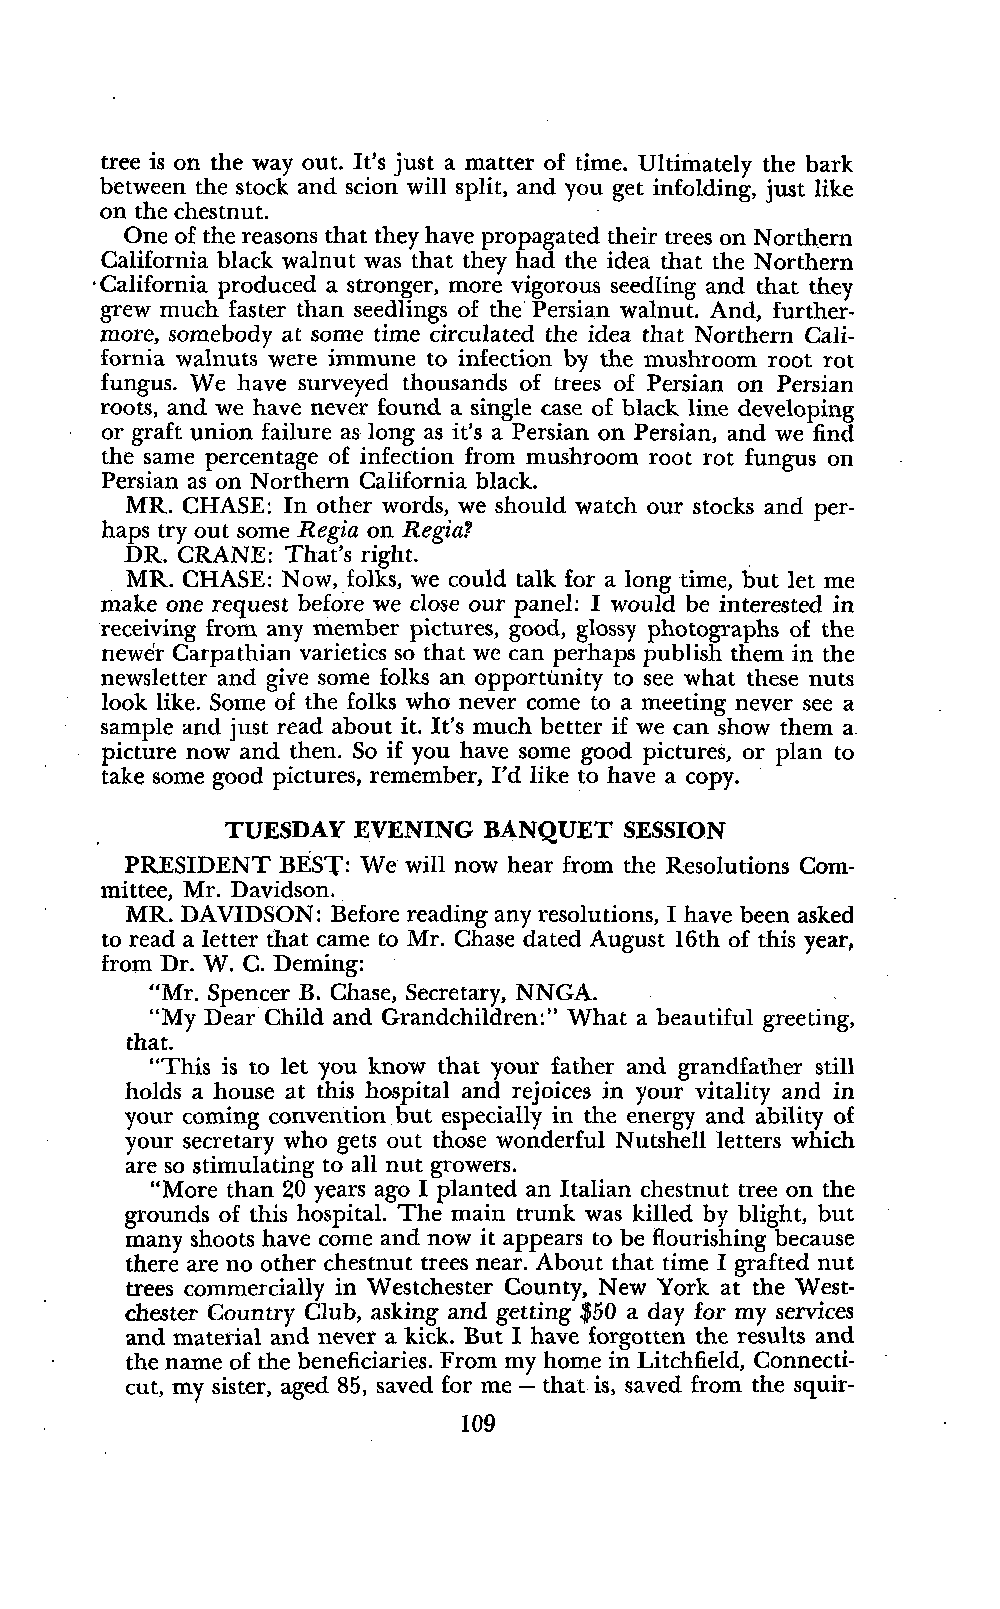 tree is on the way out. It's just a matter of time. Ultimately the bark
between the stock and scion will split, and you get infolding, just like
on the chestnut.
One of the reasons that they have propagated their trees on Northern
California black walnut was that they had the idea that the Northern
California produced a stronger, more vigorous seedling and that they
grew much faster than seedlings of the Persian walnut. And, further-
more, somebody at some time circulated the idea that Northern Cali-
fornia walnuts were immune to infection by the mushroom root rot
fungus. We have surveyed thousands of trees of Persian on Persian
roots, and we have never found a single case of black line developing
or graft union failure as long as it's a Persian on Persian, and we find
the same percentage of infection from mushroom root rot fungus on
Persian as on Northern California black.
MR. CHASE: In other words, we should watch our stocks and per-
haps try out some Regia on Regia?
DR. CRANE: That's right.
MR. CHASE: Now, folks, we could talk for a long time, but let me
make one request before we close our panel: I would be interested in
receiving from any member pictures, good, glossy photographs of the
newer Carpathian varieties so that we can perhaps publish them in the
newsletter and give some folks an opportunity to see what these nuts
look like. Some of the folks who never come to a meeting never see a
sample and just read about it. It's much better if we can show them a
picture now and then. So if you have some good pictures, or plan to
take some good pictures, remember, I'd like to have a copy.
TUESDAY EVENING BANQUET SESSION
PRESIDENT BEST: We will now hear from the Resolutions Com-
mittee, Mr. Davidson.
MR. DAVIDSON: Before reading any resolutions, I have been asked
to read a letter that came to Mr. Chase dated August 16th of this year,
from Dr. W. C. Deming:
"Mr. Spencer B. Chase, Secretary, NNGA.
"My Dear Child and Grandchildren:" What a beautiful greeting,
that.
"This is to let you know that your father and grandfather still
holds a house at this hospital and rejoices in your vitality and in
your coming convention but especially in the energy and ability of
your secretary who gets out those wonderful Nutshell letters which
are so stimulating to all nut growers.
"More than 20 years ago I planted an Italian chestnut tree on the
grounds of this hospital. The main trunk was killed by blight, but
many shoots have come and now it appears to be flourishing because
there are no other chestnut trees near. About that time I grafted nut
trees commercially in Westchester County, New York at the West-
chester Country Club, asking and getting $50 a day for my services
and material and never a kick. But I have forgotten the results and
the name of the beneficiaries. From my home in Litchfield, Connecti-
cut, my sister, aged 85, saved for me — that is, saved from the squir-
109